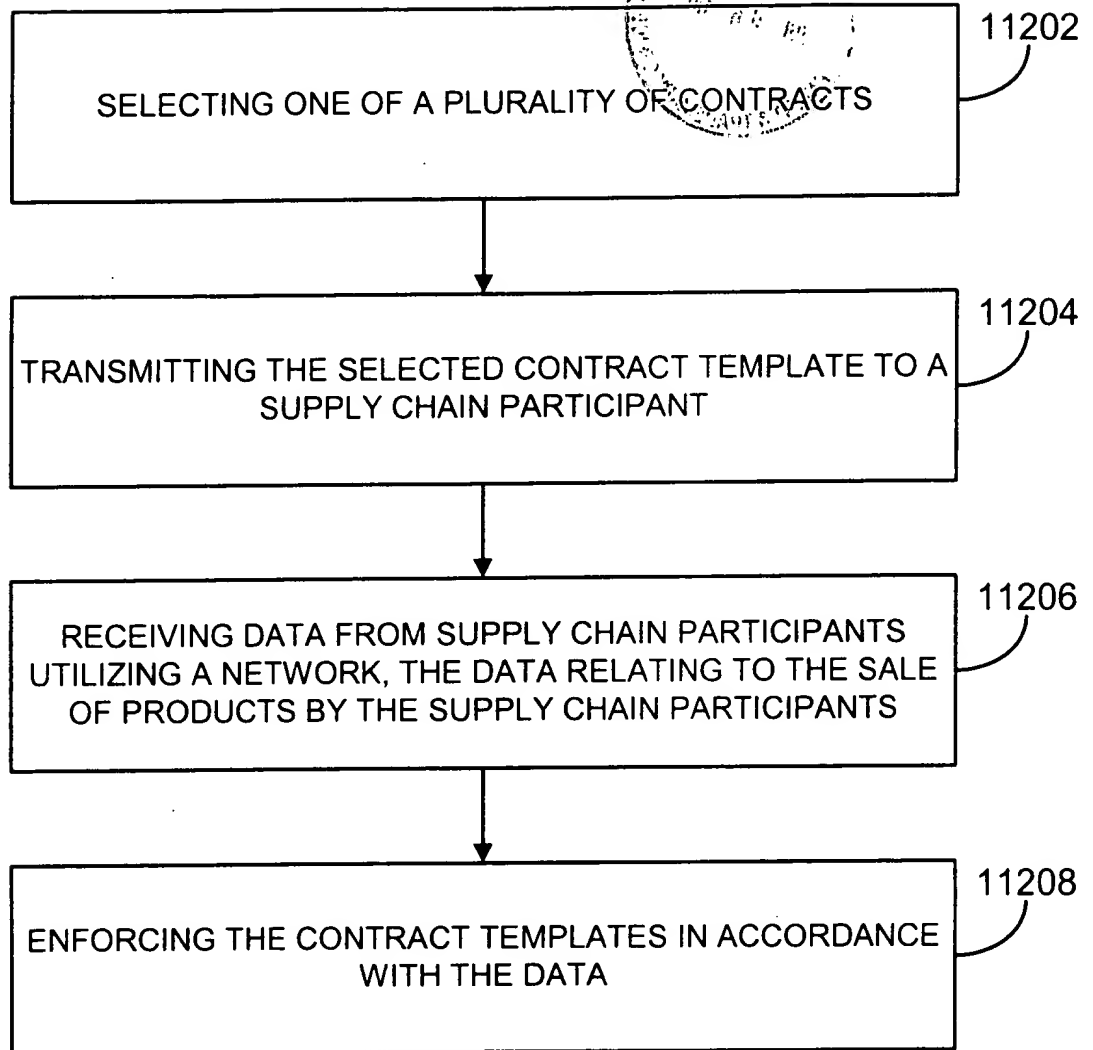 11202
SELECTING ONE OF A PLURALITY OF CONTRACTS
11204
TRANSMITTING THE SELECTED CONTRACT TEMPLATE TO A
SUPPLY CHAIN PARTICIPANT
11206
RECEIVING DATA FROM SUPPLY CHAIN PARTICIPANTS
UTILIZING A NETWORK, THE DATA RELATING TO THE SALE
OF PRODUCTS BY THE SUPPLY CHAIN PARTICIPANTS
11208
ENFORCING THE CONTRACT TEMPLATES IN ACCORDANCE
WITH THE DATA